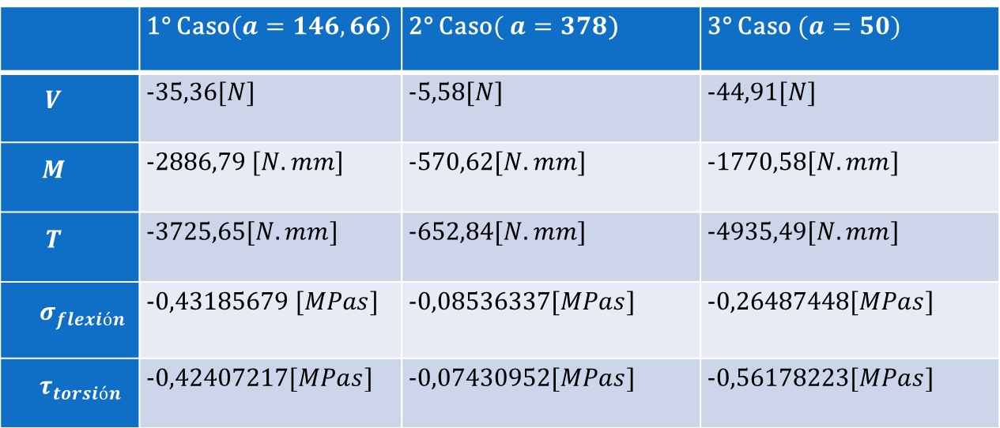 1° Caso(a = 146,66) 2° Caso( a = 378) 3° Caso (a = 50)
V -35,36[N] -5,58[N] -44,91[N]
M -2886,79 [N.mm] -570,62[N.mm] -1770,58[N.mm]
T -3725,65[N.mm] -652,84[N.mm] -4935,49[N.mm]
σflexión -0,43185679 [MPas] -0,08536337[MPas] -0,26487448[MPas]
τtorsión -0,42407217[MPas] -0,07430952[MPas] -0,56178223[MPas]